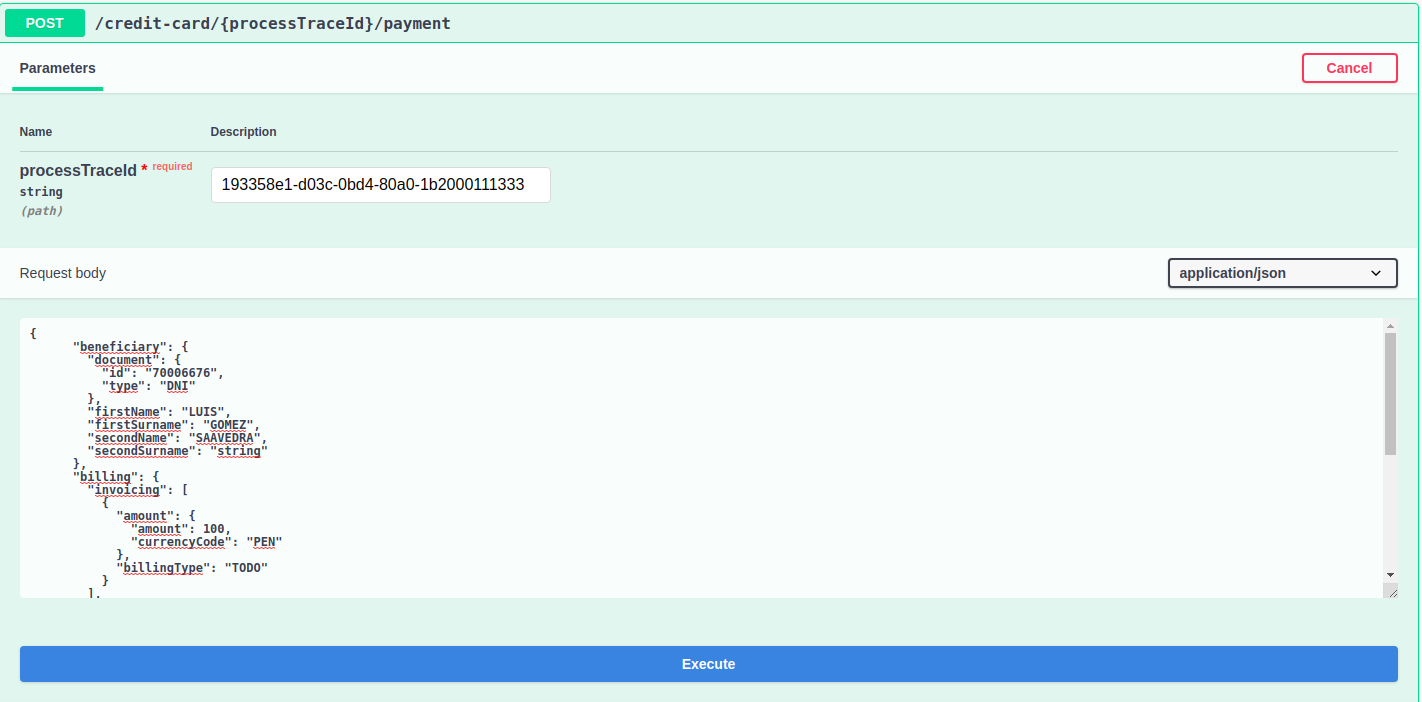 POST /credit-card/{processTraceId}/payment
Parameters
Cancel
Name Description
processTraceId * required
string
(path)
193358e1-d03c-0bd4-80a0-1b2000111333
Request body
application/json
{
"beneficiary": {
"document": {
"id": "70006676",
"type": "DNI"
},
"firstName": "LUIS",
"firstSurname": "GOMEZ",
"secondName": "SAAVEDRA",
"secondSurname": "string"
},
"billing": {
"invoicing": [
{
"amount": {
"amount": 100,
"currencyCode": "PEN"
},
"billingType": "TODO"
}
],
Execute